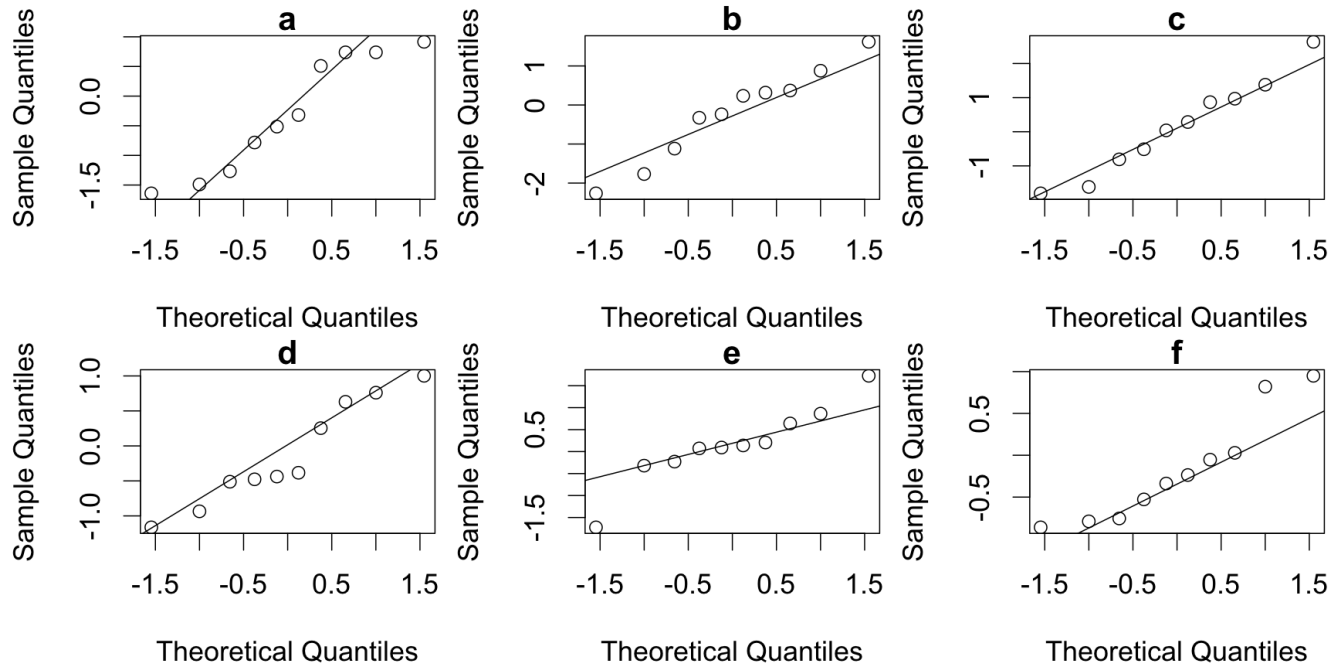 a
Sample Quantiles
0.0
-1.5
-1.5 -0.5 0.5 1.5
Theoretical Quantiles
b
Sample Quantiles
1
0
-2
-1.5 -0.5 0.5 1.5
Theoretical Quantiles
c
Sample Quantiles
1
-1
-1.5 -0.5 0.5 1.5
Theoretical Quantiles
d
Sample Quantiles
1.0
0.0
-1.0
-1.5 -0.5 0.5 1.5
Theoretical Quantiles
e
Sample Quantiles
0.5
-1.5
-1.5 -0.5 0.5 1.5
Theoretical Quantiles
f
Sample Quantiles
0.5
-0.5
-1.5 -0.5 0.5 1.5
Theoretical Quantiles